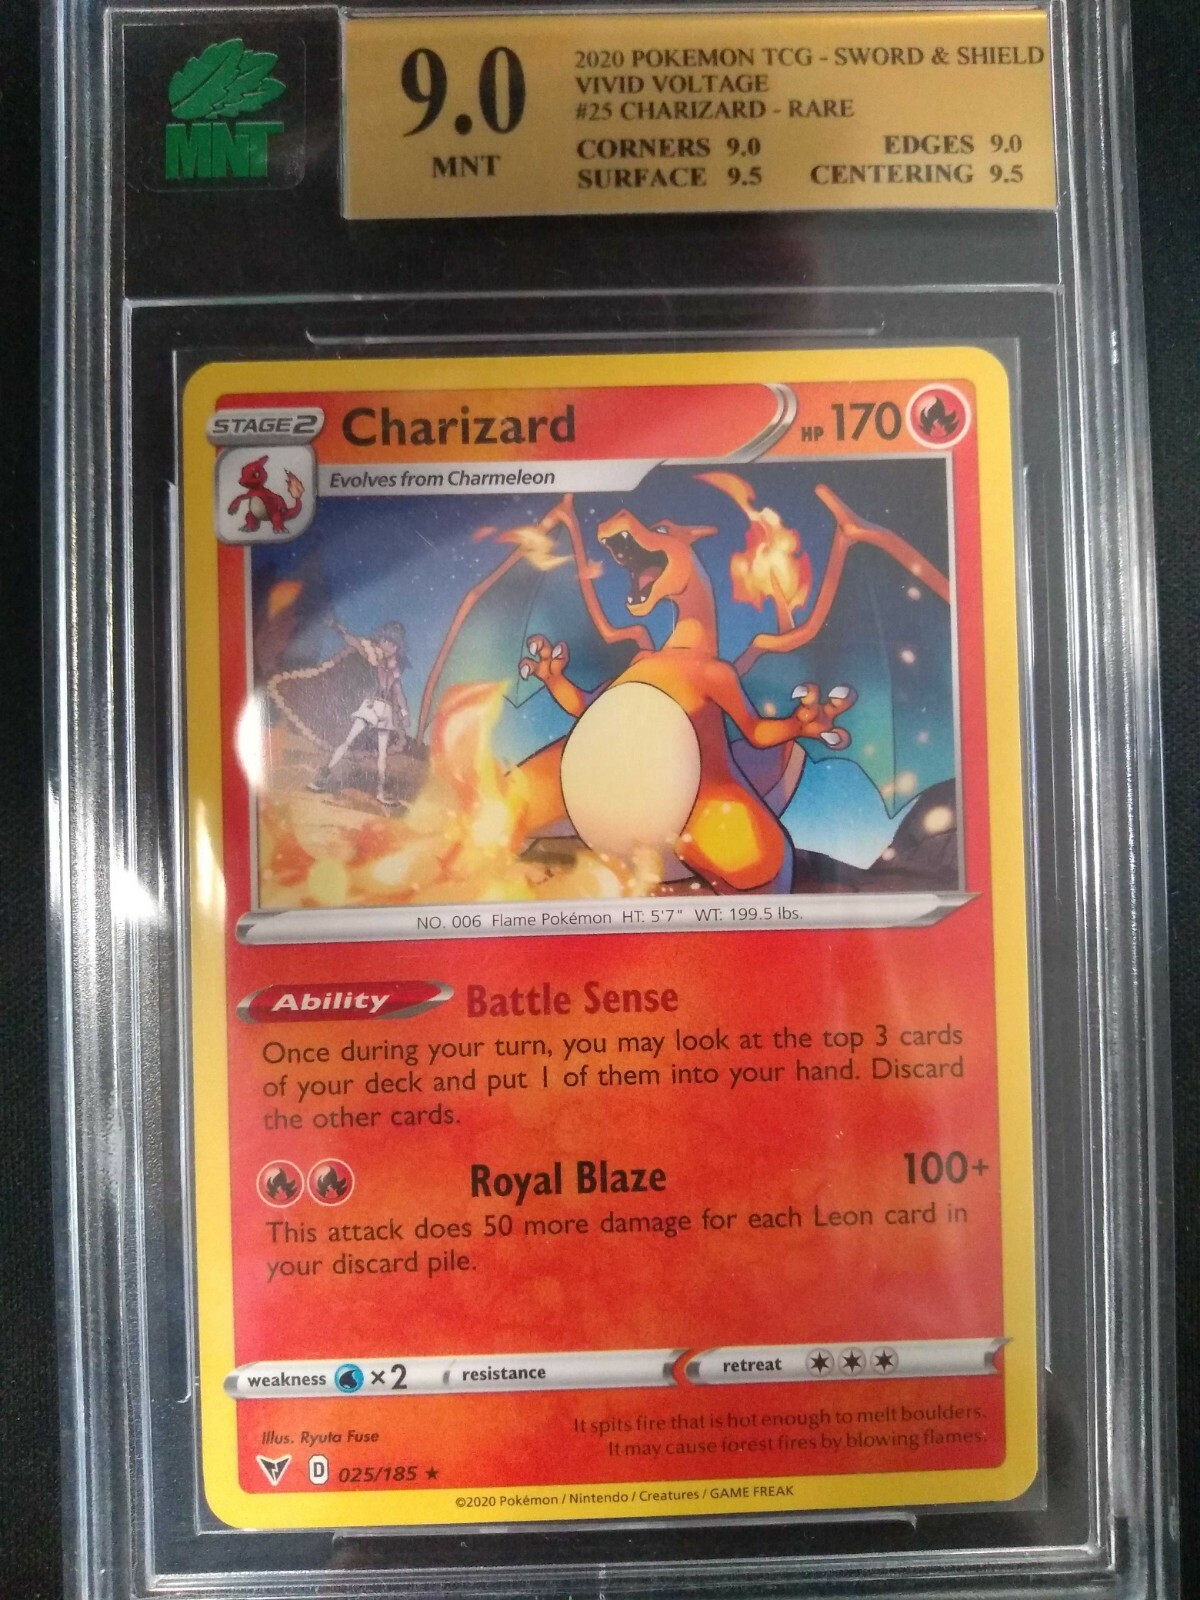 MNT
9.0
MNT
2020 POKEMON TCG - SWORD & SHIELD
VIVID VOLTAGE
#25 CHARIZARD - RARE
CORNERS 9.0 EDGES 9.0
SURFACE 9.5 CENTERING 9.5
STAGE 2 Charizard HP 170
Evolves from Charmeleon
NO. 006 Flame Pokémon HT: 5'7" WT: 199.5 lbs.
Ability Battle Sense
Once during your turn, you may look at the top 3 cards
of your deck and put 1 of them into your hand. Discard
the other cards.
Royal Blaze 100+
This attack does 50 more damage for each Leon card in
your discard pile.
weakness ×2 resistance retreat
Illus. Ryuta Fuse
It spits fire that is hot enough to melt boulders.
It may cause forest fires by blowing flames.
D 025/185 ★
©2020 Pokémon / Nintendo / Creatures / GAME FREAK